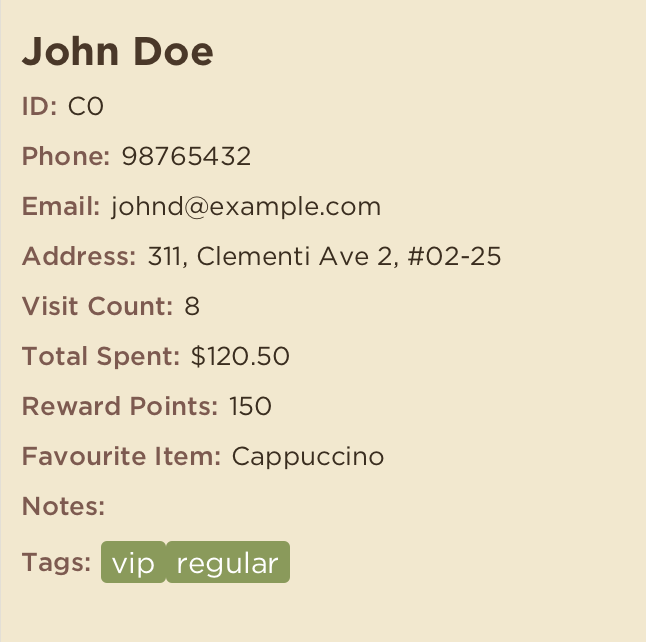 John Doe
ID: C0
Phone: 98765432
Email: johnd@example.com
Address: 311, Clementi Ave 2, #02-25
Visit Count: 8
Total Spent: $120.50
Reward Points: 150
Favourite Item: Cappuccino
Notes:
Tags: vip regular